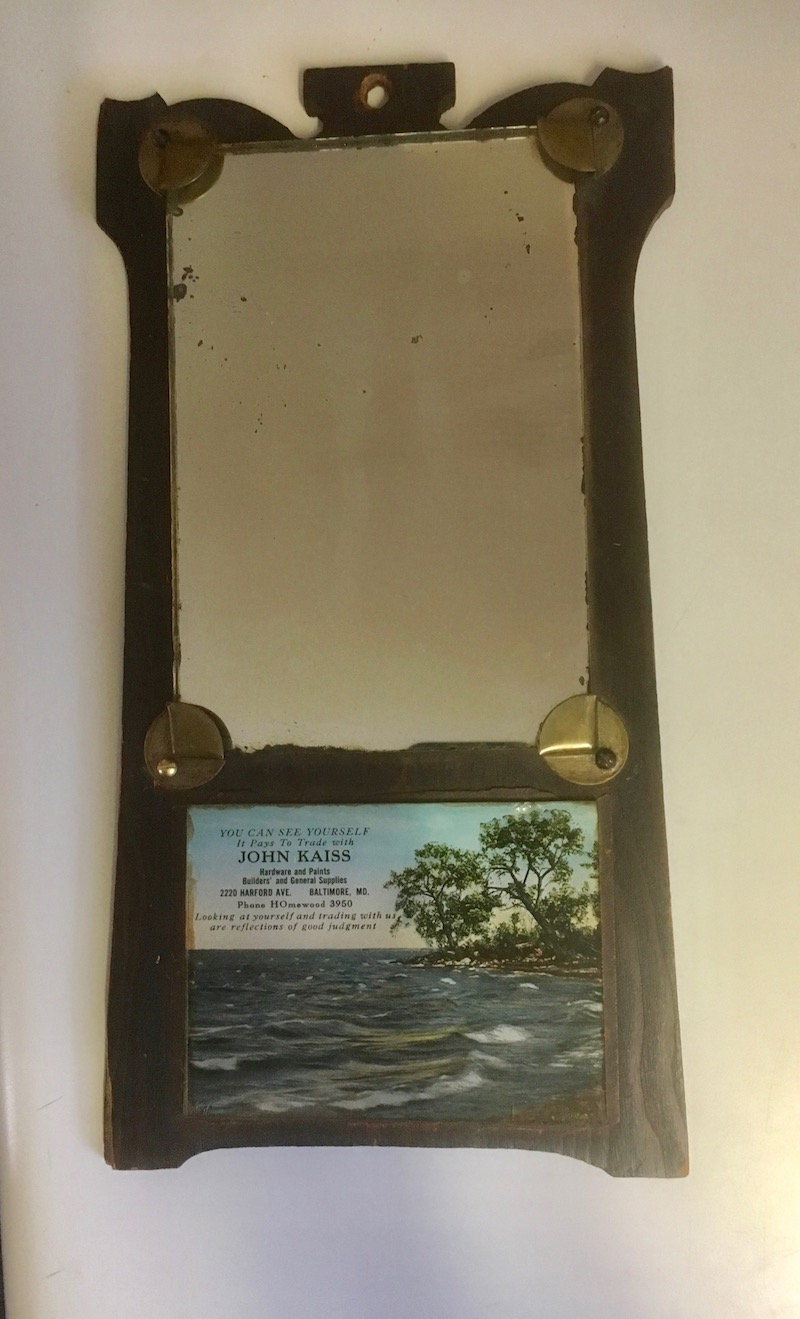 YOU CAN SEE YOURSELF
It Pays To Trade with
JOHN KAISS
Hardware and Paints
Builders' and General Supplies
2220 HARFORD AVE. BALTIMORE, MD.
Phone HOmewood 3950
Looking at yourself and trading with us
are reflections of good judgment